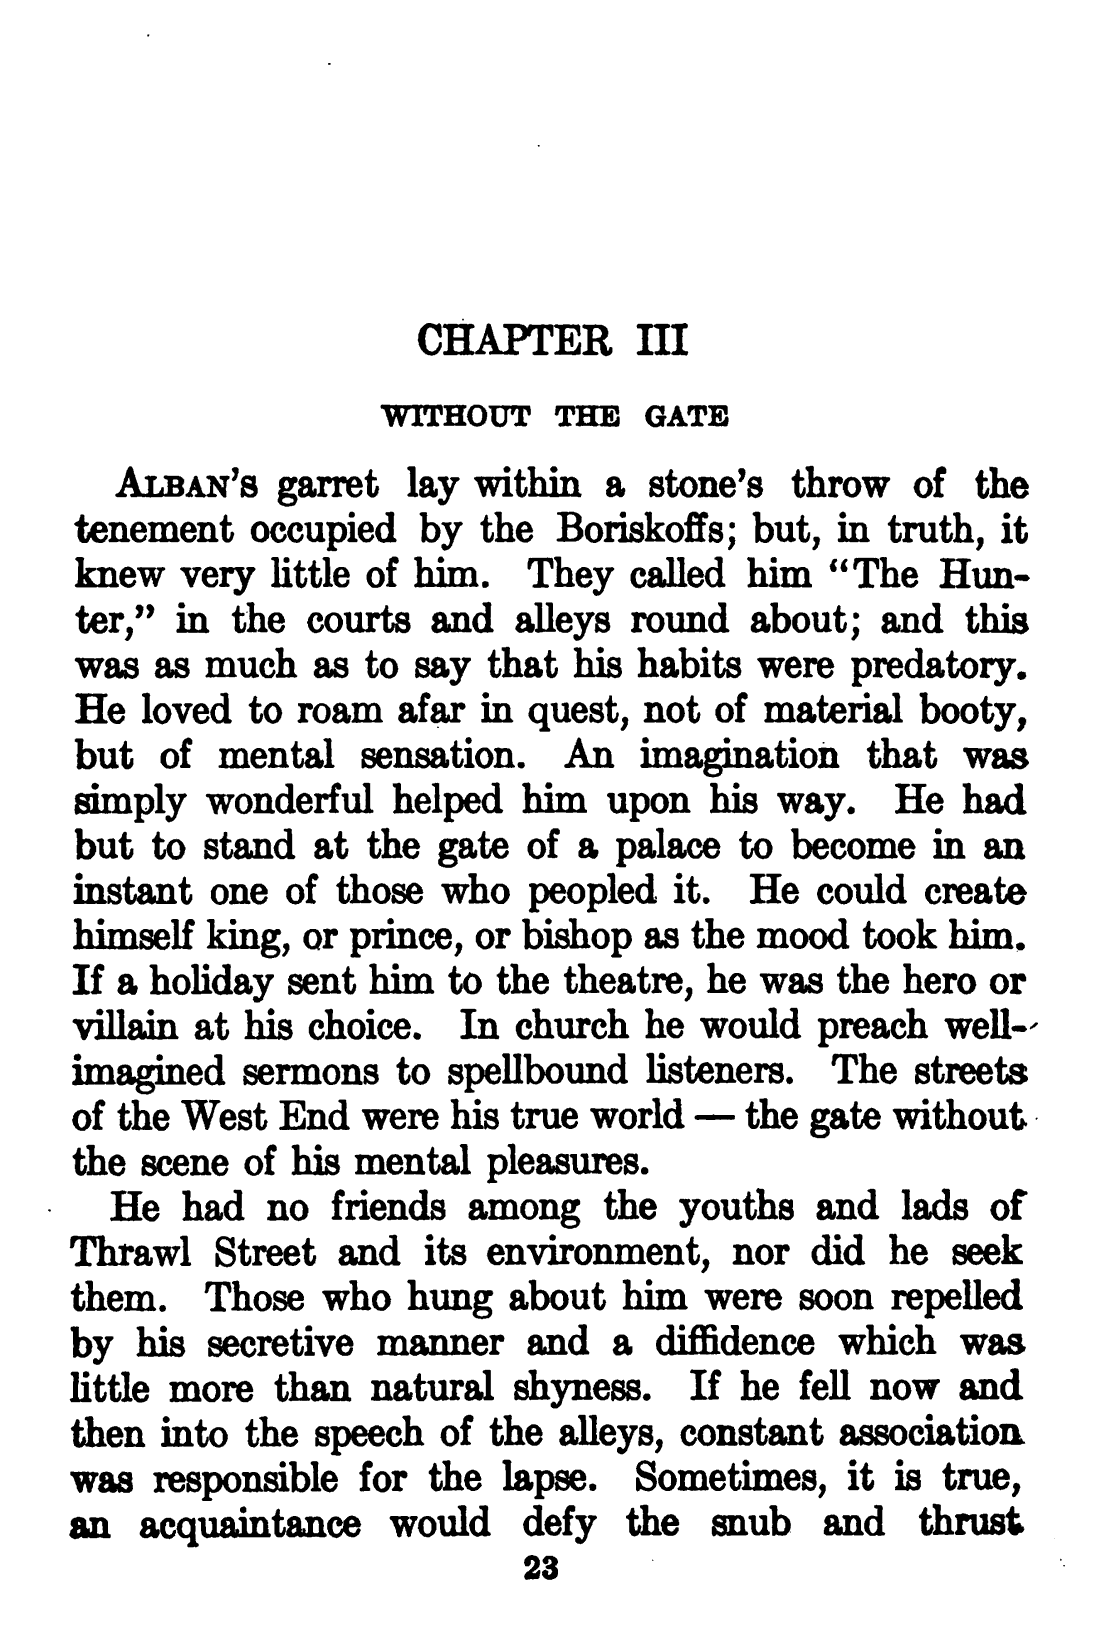 CHAPTER III
WITHOUT THE GATE
ALBAN's garret lay within a stone's throw of the
tenement occupied by the Boriskoffs; but, in truth, it
knew very little of him. They called him “The Hun-
ter,” in the courts and alleys round about; and this
was as much as to say that his habits were predatory.
He loved to roam afar in quest, not of material booty,
but of mental sensation. An imagination that was
simply wonderful helped him upon his way. He had
but to stand at the gate of a palace to become in an
instant one of those who peopled it. He could create
himself king, or prince, or bishop as the mood took him.
If a holiday sent him to the theatre, he was the hero or
villain at his choice. In church he would preach well-
imagined sermons to spellbound listeners. The streets
of the West End were his true world — the gate without
the scene of his mental pleasures.
He had no friends among the youths and lads of
Thrawl Street and its environment, nor did he seek
them. Those who hung about him were soon repelled
by his secretive manner and a diffidence which was
little more than natural shyness. If he fell now and
then into the speech of the alleys, constant association
was responsible for the lapse. Sometimes, it is true,
an acquaintance would defy the snub and thrust
23